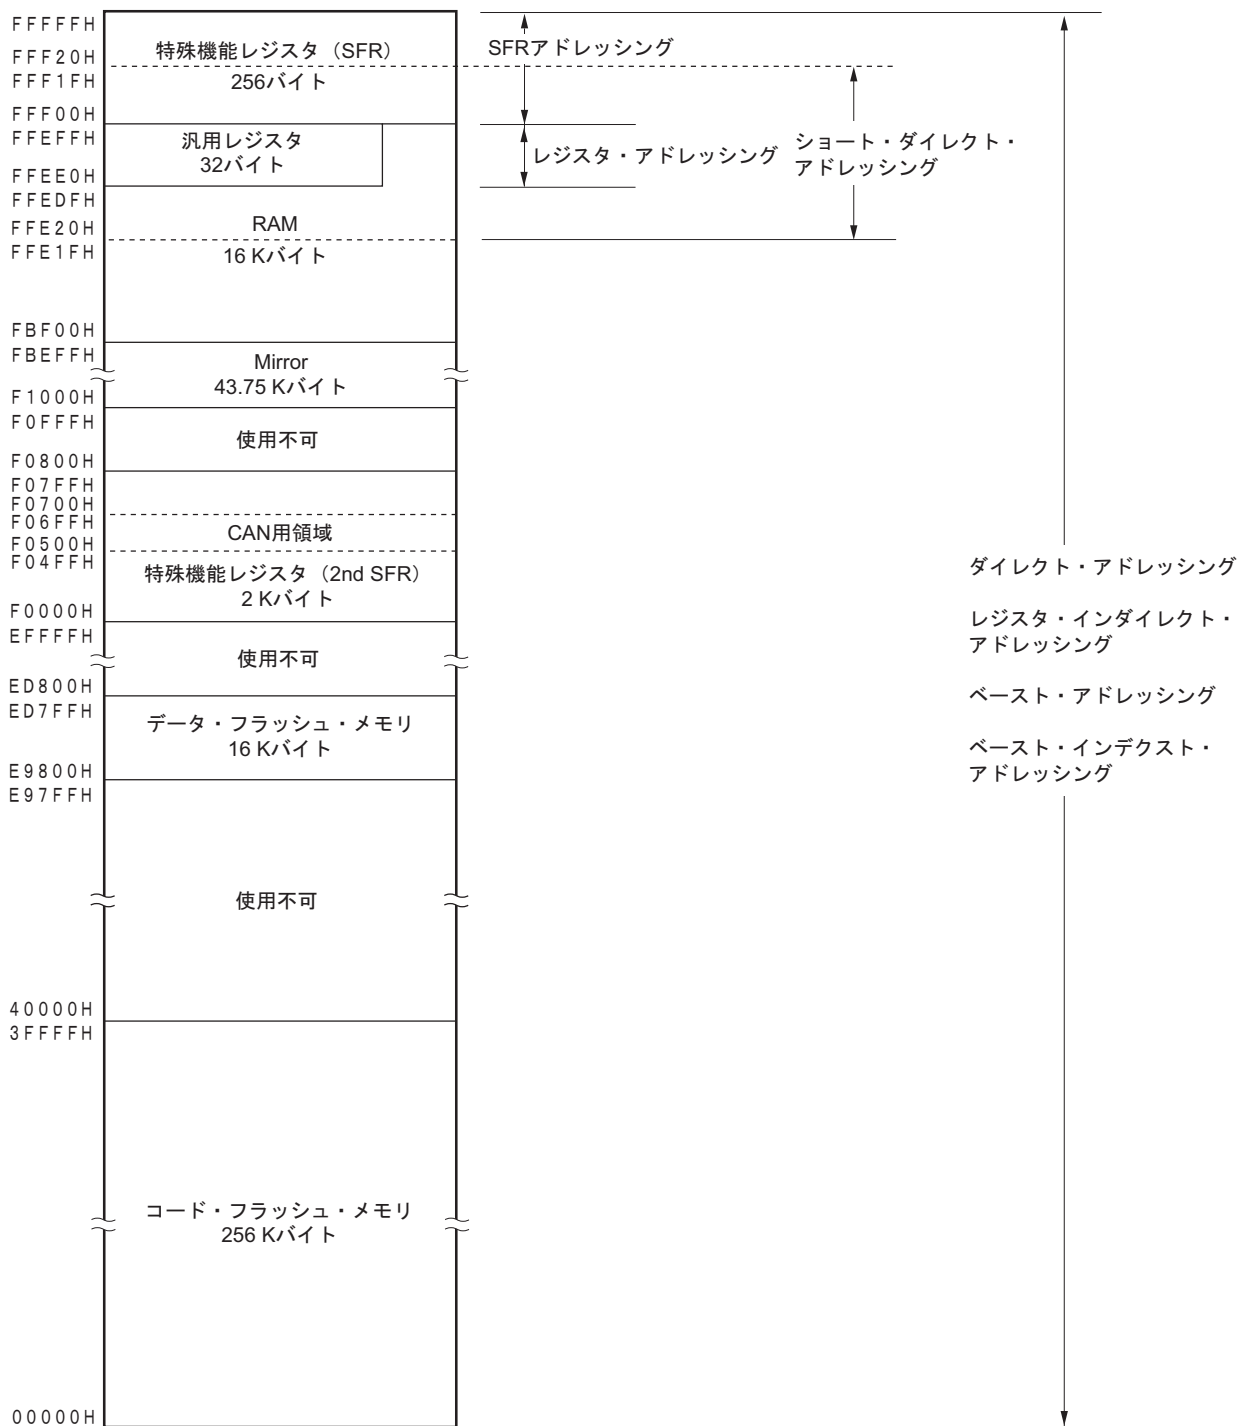 FFFFFH
特殊機能レジスタ（SFR）
SFRアドレッシング
FFF20H
FFF1FH
256バイト
FFF00H
FFEFFH
汎用レジスタ
32バイト
レジスタ・アドレッシング
ショート・ダイレクト・
アドレッシング
FFEE0H
FFEDFH
FFE20H
RAM
FFE1FH
16 Kバイト
FBF00H
FBEFFH
Mirror
43.75 Kバイト
F1000H
F0FFFH
使用不可
F0800H
F07FFH
F0700H
F06FFH
CAN用領域
F0500H
F04FFH
特殊機能レジスタ（2nd SFR）
2 Kバイト
F0000H
EFFFFH
使用不可
ED800H
ED7FFH
データ・フラッシュ・メモリ
16 Kバイト
E9800H
E97FFH
使用不可
40000H
3FFFFH
コード・フラッシュ・メモリ
256 Kバイト
00000H
ダイレクト・アドレッシング
レジスタ・インダイレクト・
アドレッシング
ベースト・アドレッシング
ベースト・インデクスト・
アドレッシング